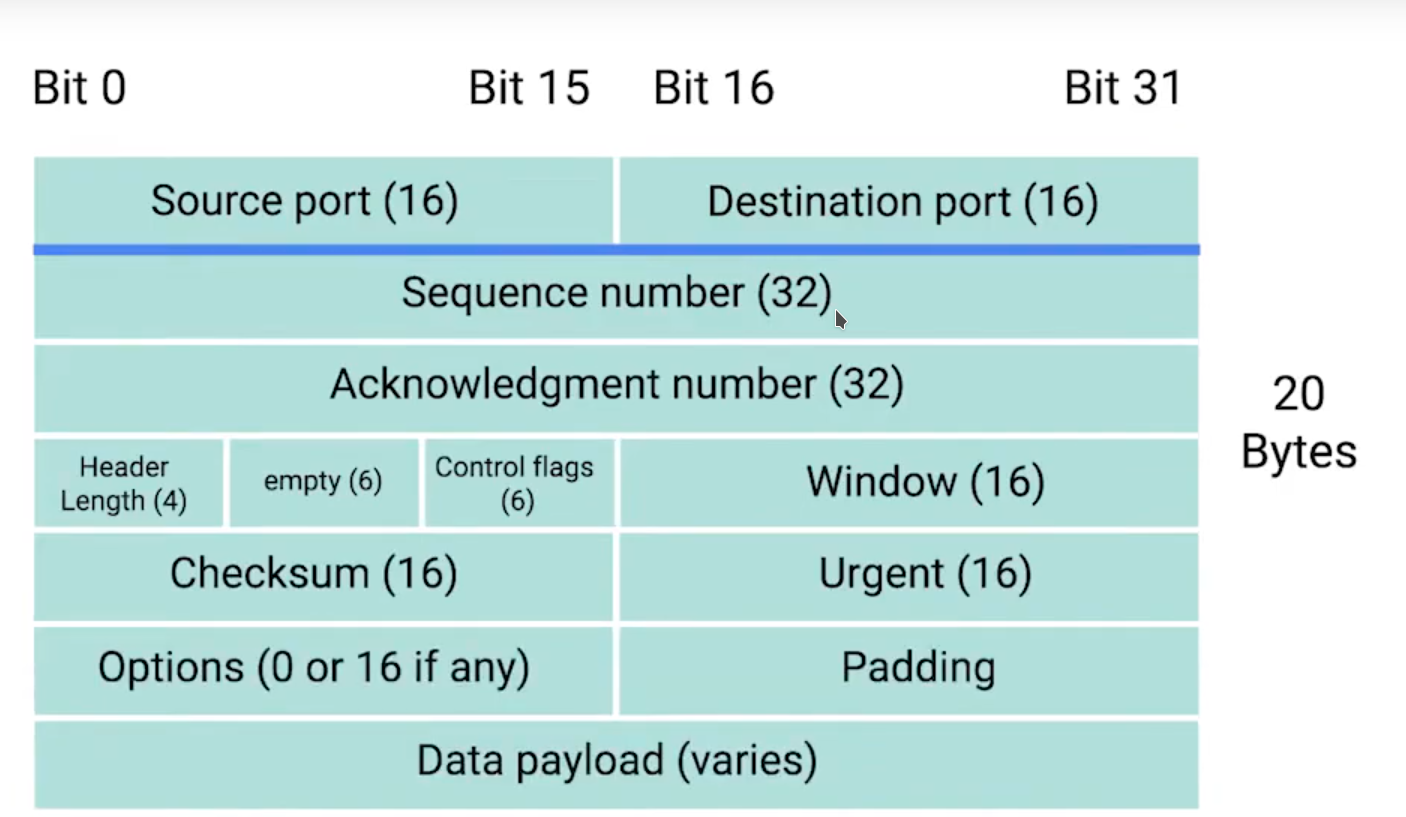 Bit 0 Bit 15 Bit 16 Bit 31
Source port (16) Destination port (16)
Sequence number (32)
Acknowledgment number (32)
20
Bytes
Header
Length (4)
empty (6)
Control flags
(6)
Window (16)
Checksum (16) Urgent (16)
Options (0 or 16 if any) Padding
Data payload (varies)